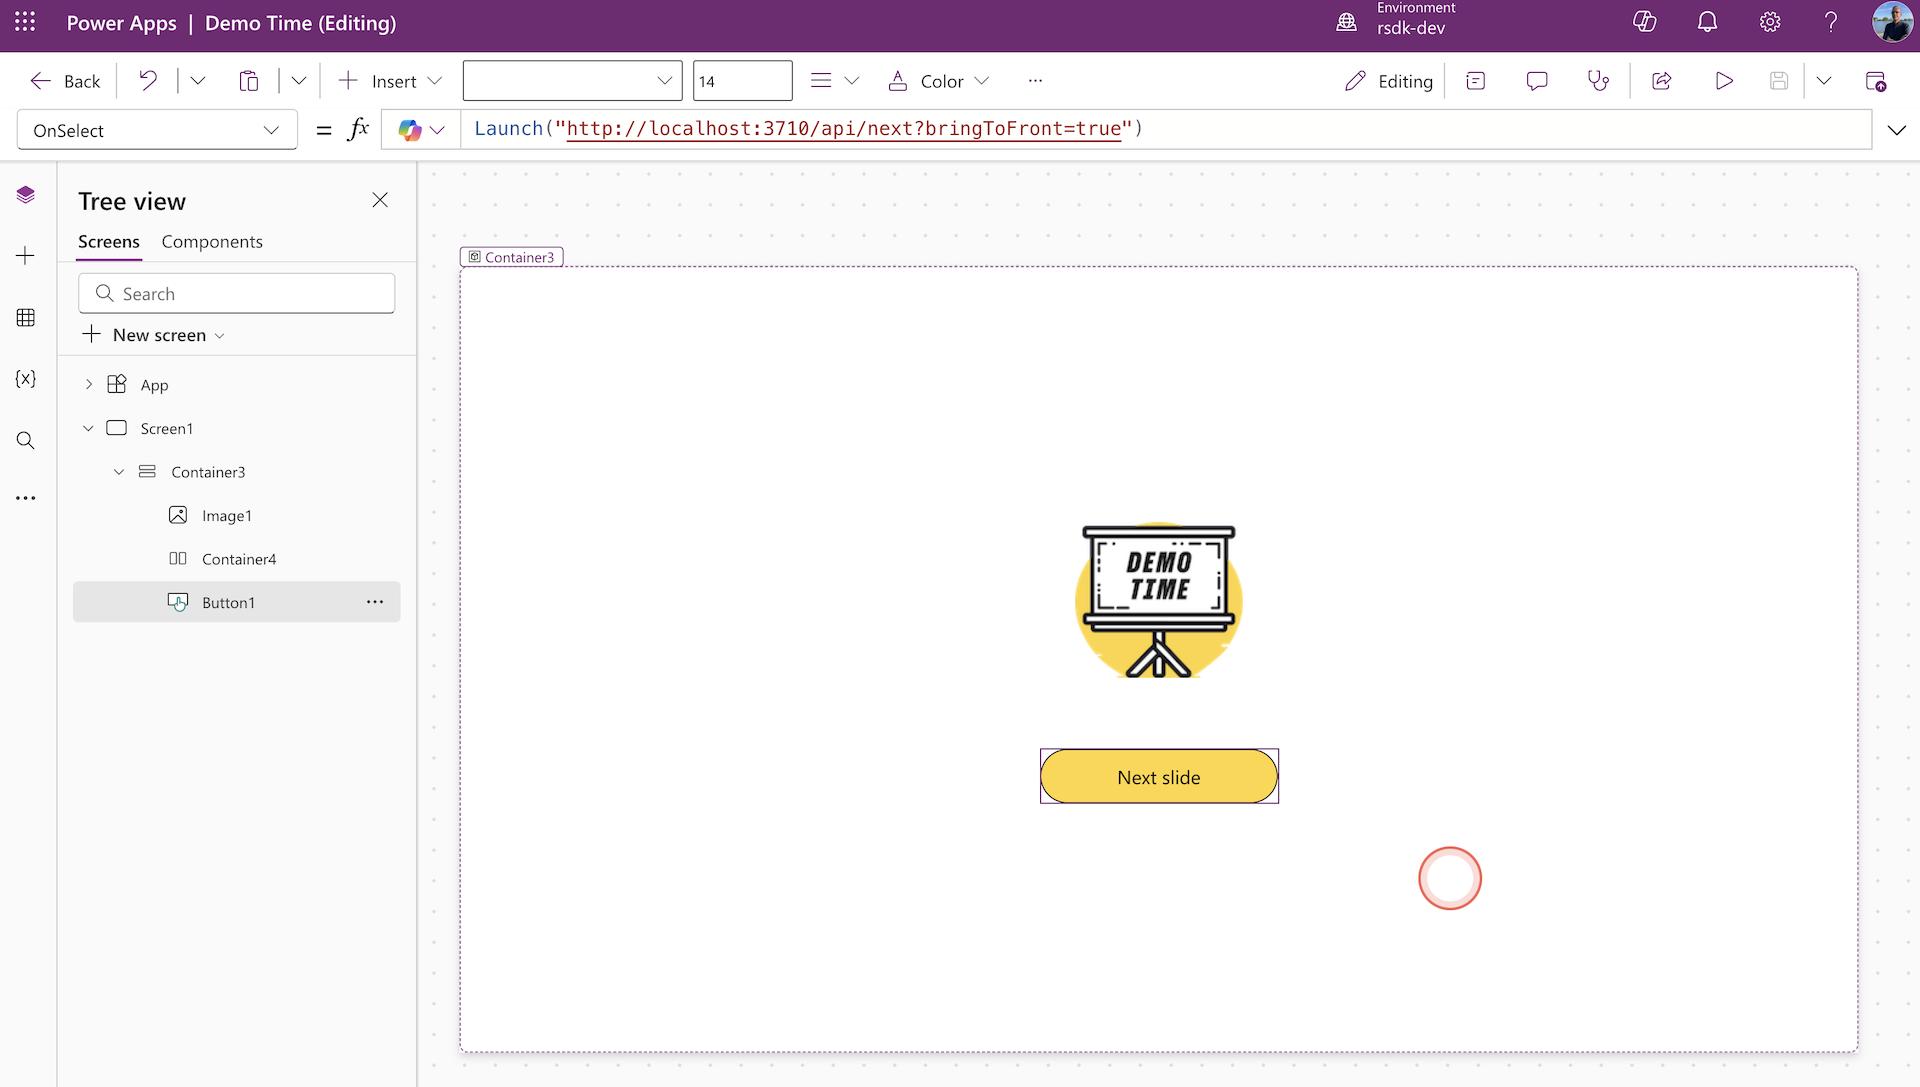 Power Apps | Demo Time (Editing)
Environment
rsdk-dev
Back
Insert
14
Color
Editing
OnSelect
= fx
Launch("http://localhost:3710/api/next?bringToFront=true")
Tree view
Screens
Components
Search
New screen
App
Screen1
Container3
Image1
Container4
Button1
Container3
DEMO
TIME
Next slide